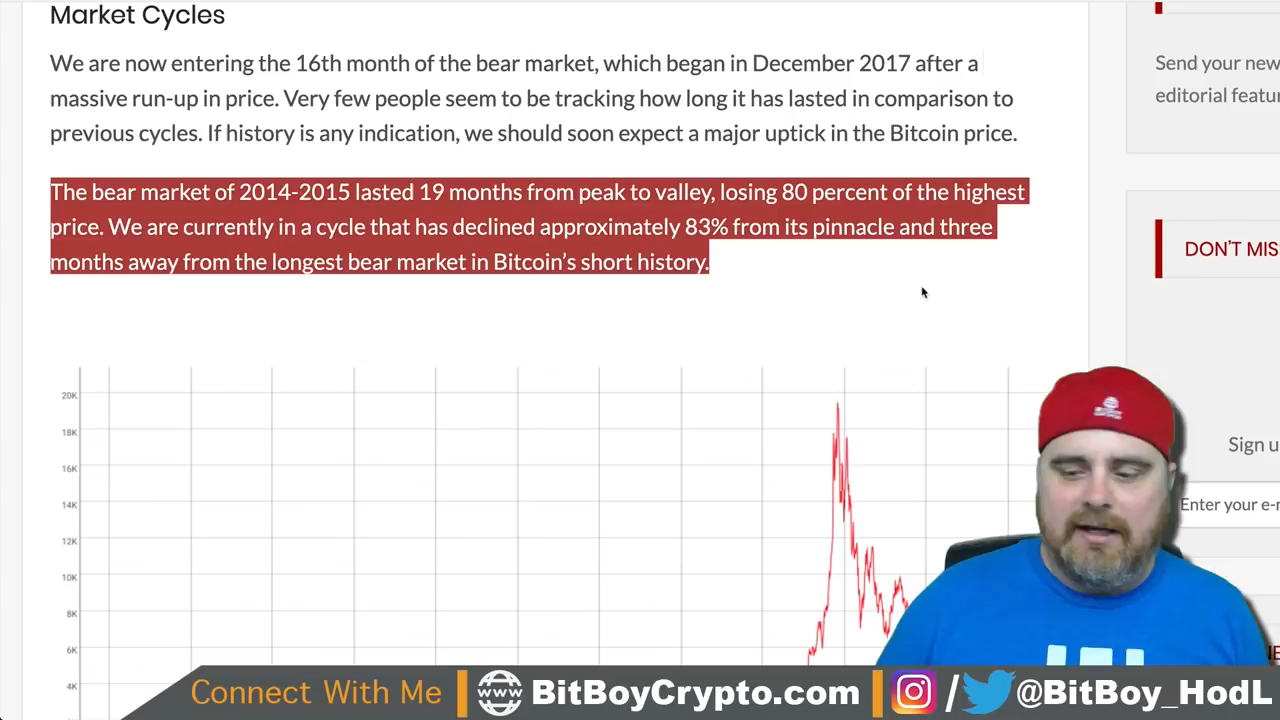 Market Cycles
We are now entering the 16th month of the bear market, which began in December 2017 after a
massive run-up in price. Very few people seem to be tracking how long it has lasted in comparison to
previous cycles. If history is any indication, we should soon expect a major uptick in the Bitcoin price.
The bear market of 2014-2015 lasted 19 months from peak to valley, losing 80 percent of the highest
price. We are currently in a cycle that has declined approximately 83% from its pinnacle and three
months away from the longest bear market in Bitcoin's short history.
Send your new
editorial featu
DON'T MIS
Sign u
Enter your e-
20K
18K
16K
14K
12K
10K
8K
6K
4K
Connect With Me
www
BitBoyCrypto.com
/
@BitBoy_HodL